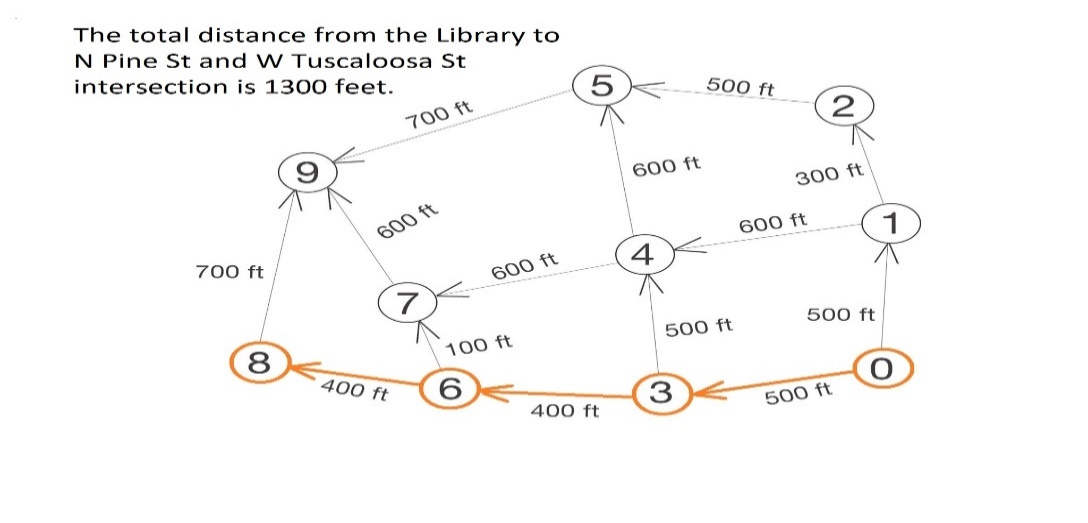 The total distance from the Library to
N Pine St and W Tuscaloosa St
intersection is 1300 feet.
5
500 ft
2
700 ft
9
600 ft
300 ft
600 ft
600 ft
1
4
600 ft
700 ft
7
500 ft
500 ft
100 ft
8
0
400 ft
6
3
500 ft
400 ft